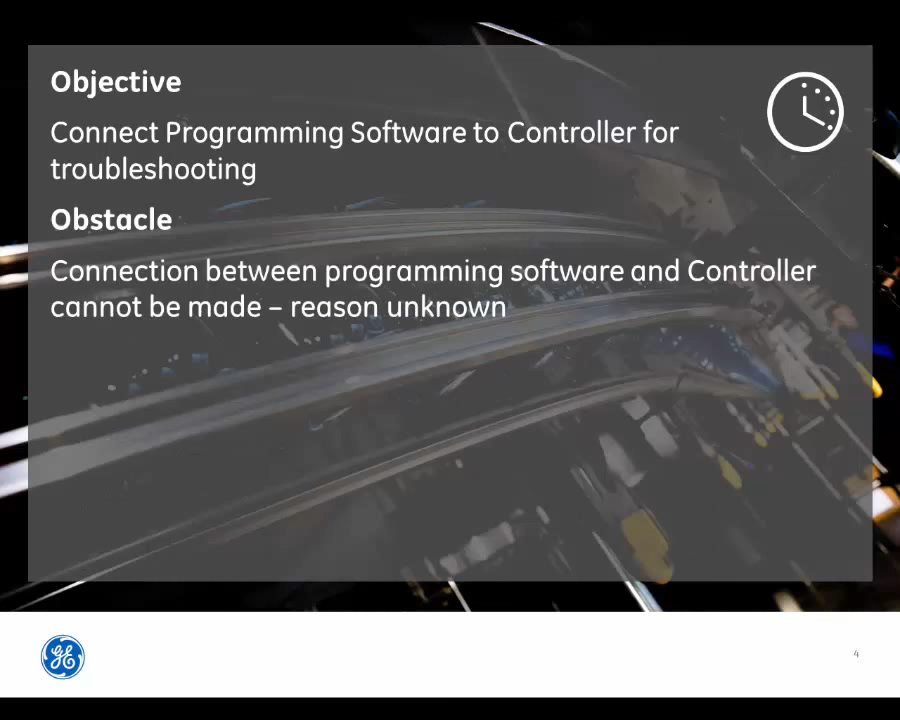 Objective
Connect Programming Software to Controller for
troubleshooting
Obstacle
Connection between programming software and Controller
cannot be made – reason unknown
GE
4